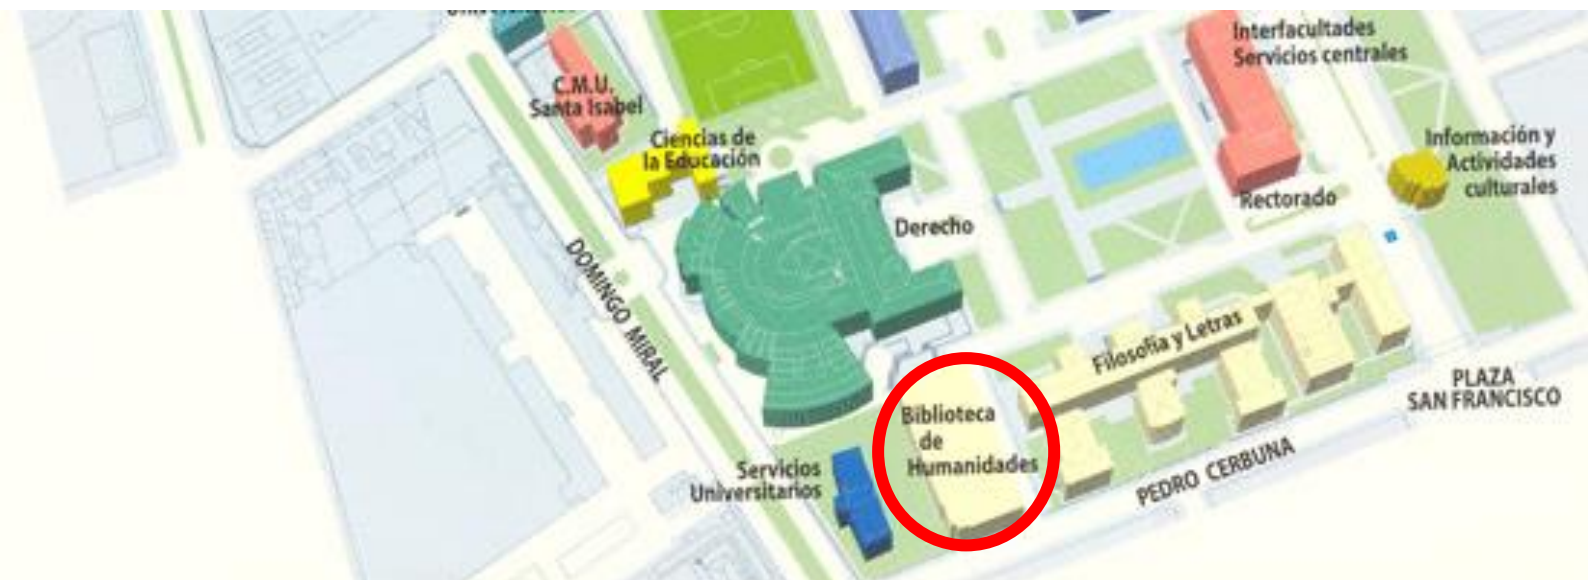 Interfacultades
Servicios centrales
C.M.U.
Santa Isabel
Ciencias de
la Educación
Información y
Actividades
culturales
Rectorado
Derecho
DOMINGO MIRAL
Filosofia y Letras
PLAZA
SAN FRANCISCO
Biblioteca
de
Humanidades
Servicios
Universitarios
PEDRO CERBUNA